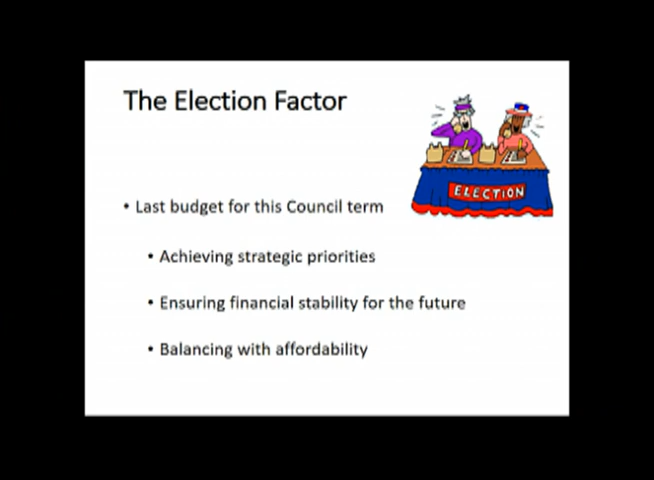 The Election Factor
ELECTION
• Last budget for this Council term
• Achieving strategic priorities
• Ensuring financial stability for the future
• Balancing with affordability